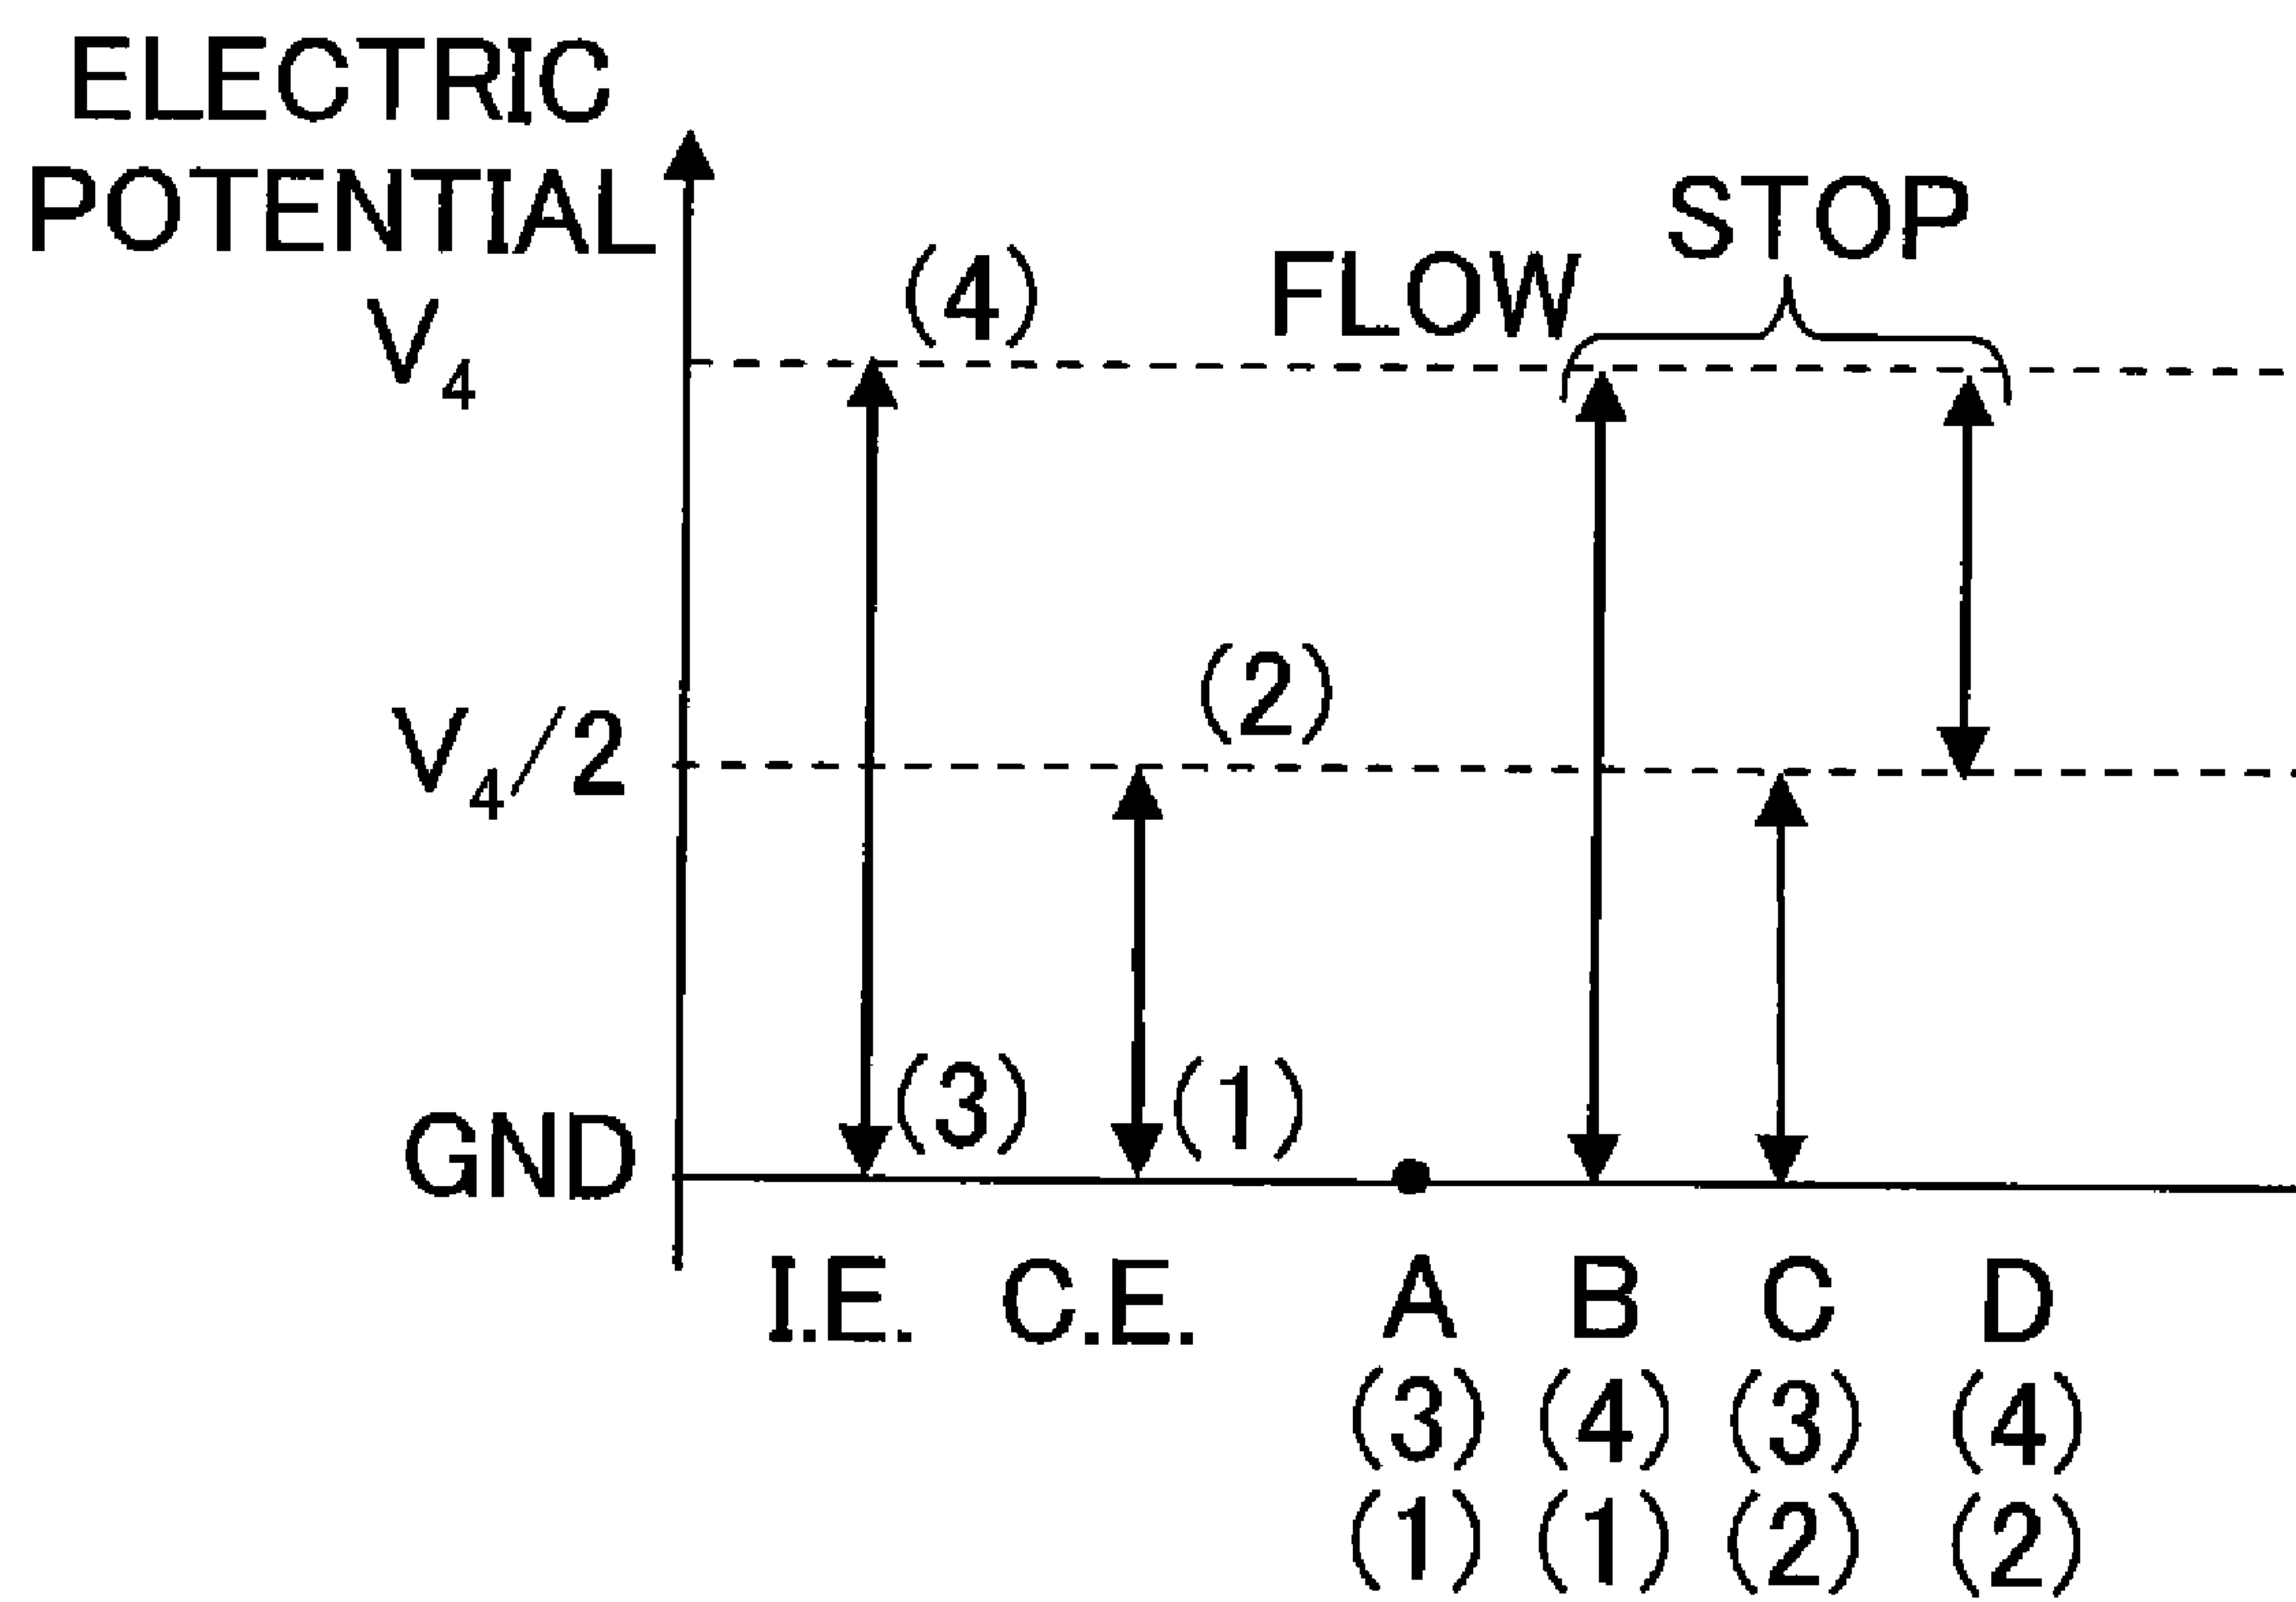 ELECTRIC
POTENTIAL
STOP
FLOW
(4)
V4
(2)
V4/2
(3)
(1)
GND
I.E. C.E. A B C D
(3) (4) (3) (4)
(1) (1) (2) (2)